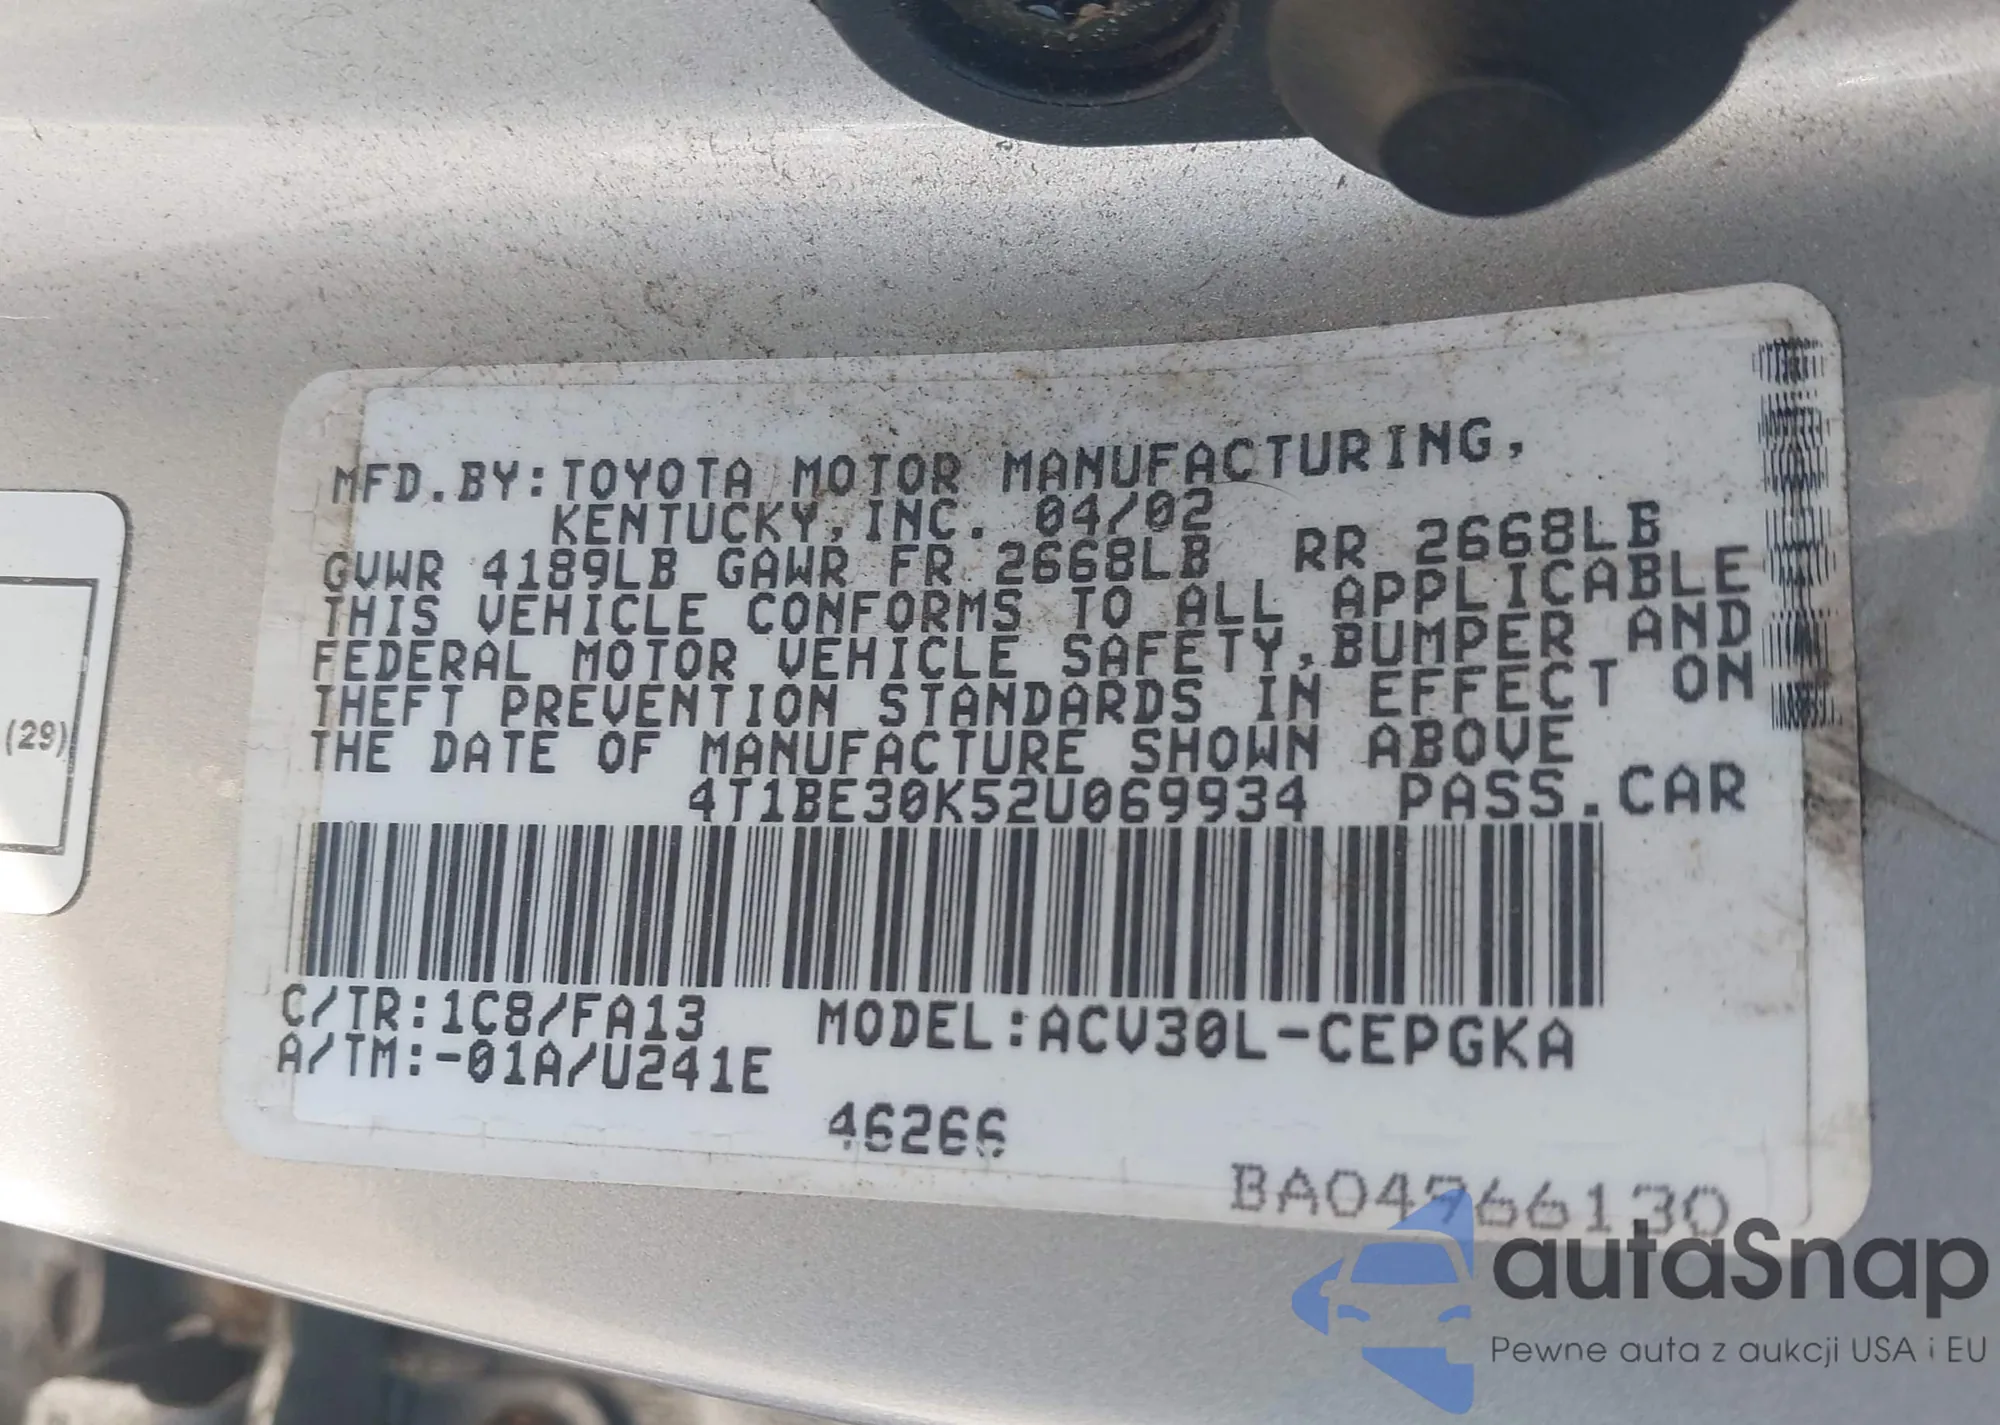 MFD.BY:TOYOTA MOTOR MANUFACTURING,
KENTUCKY,INC. 04/02
GVWR 4189LB GAWR FR 2668LB RR 2668LB
THIS VEHICLE CONFORMS TO ALL APPLICABLE
FEDERAL MOTOR VEHICLE SAFETY,BUMPER AND
THEFT PREVENTION STANDARDS IN EFFECT ON
THE DATE OF MANUFACTURE SHOWN ABOVE
4T1BE30K52U069934 PASS.CAR
C/TR:1C8/FA13 MODEL:ACV30L-CEPGKA
A/TM:-01A/U241E
46266
(29)
autaSnap
Pewne auta z aukcji USA i EU